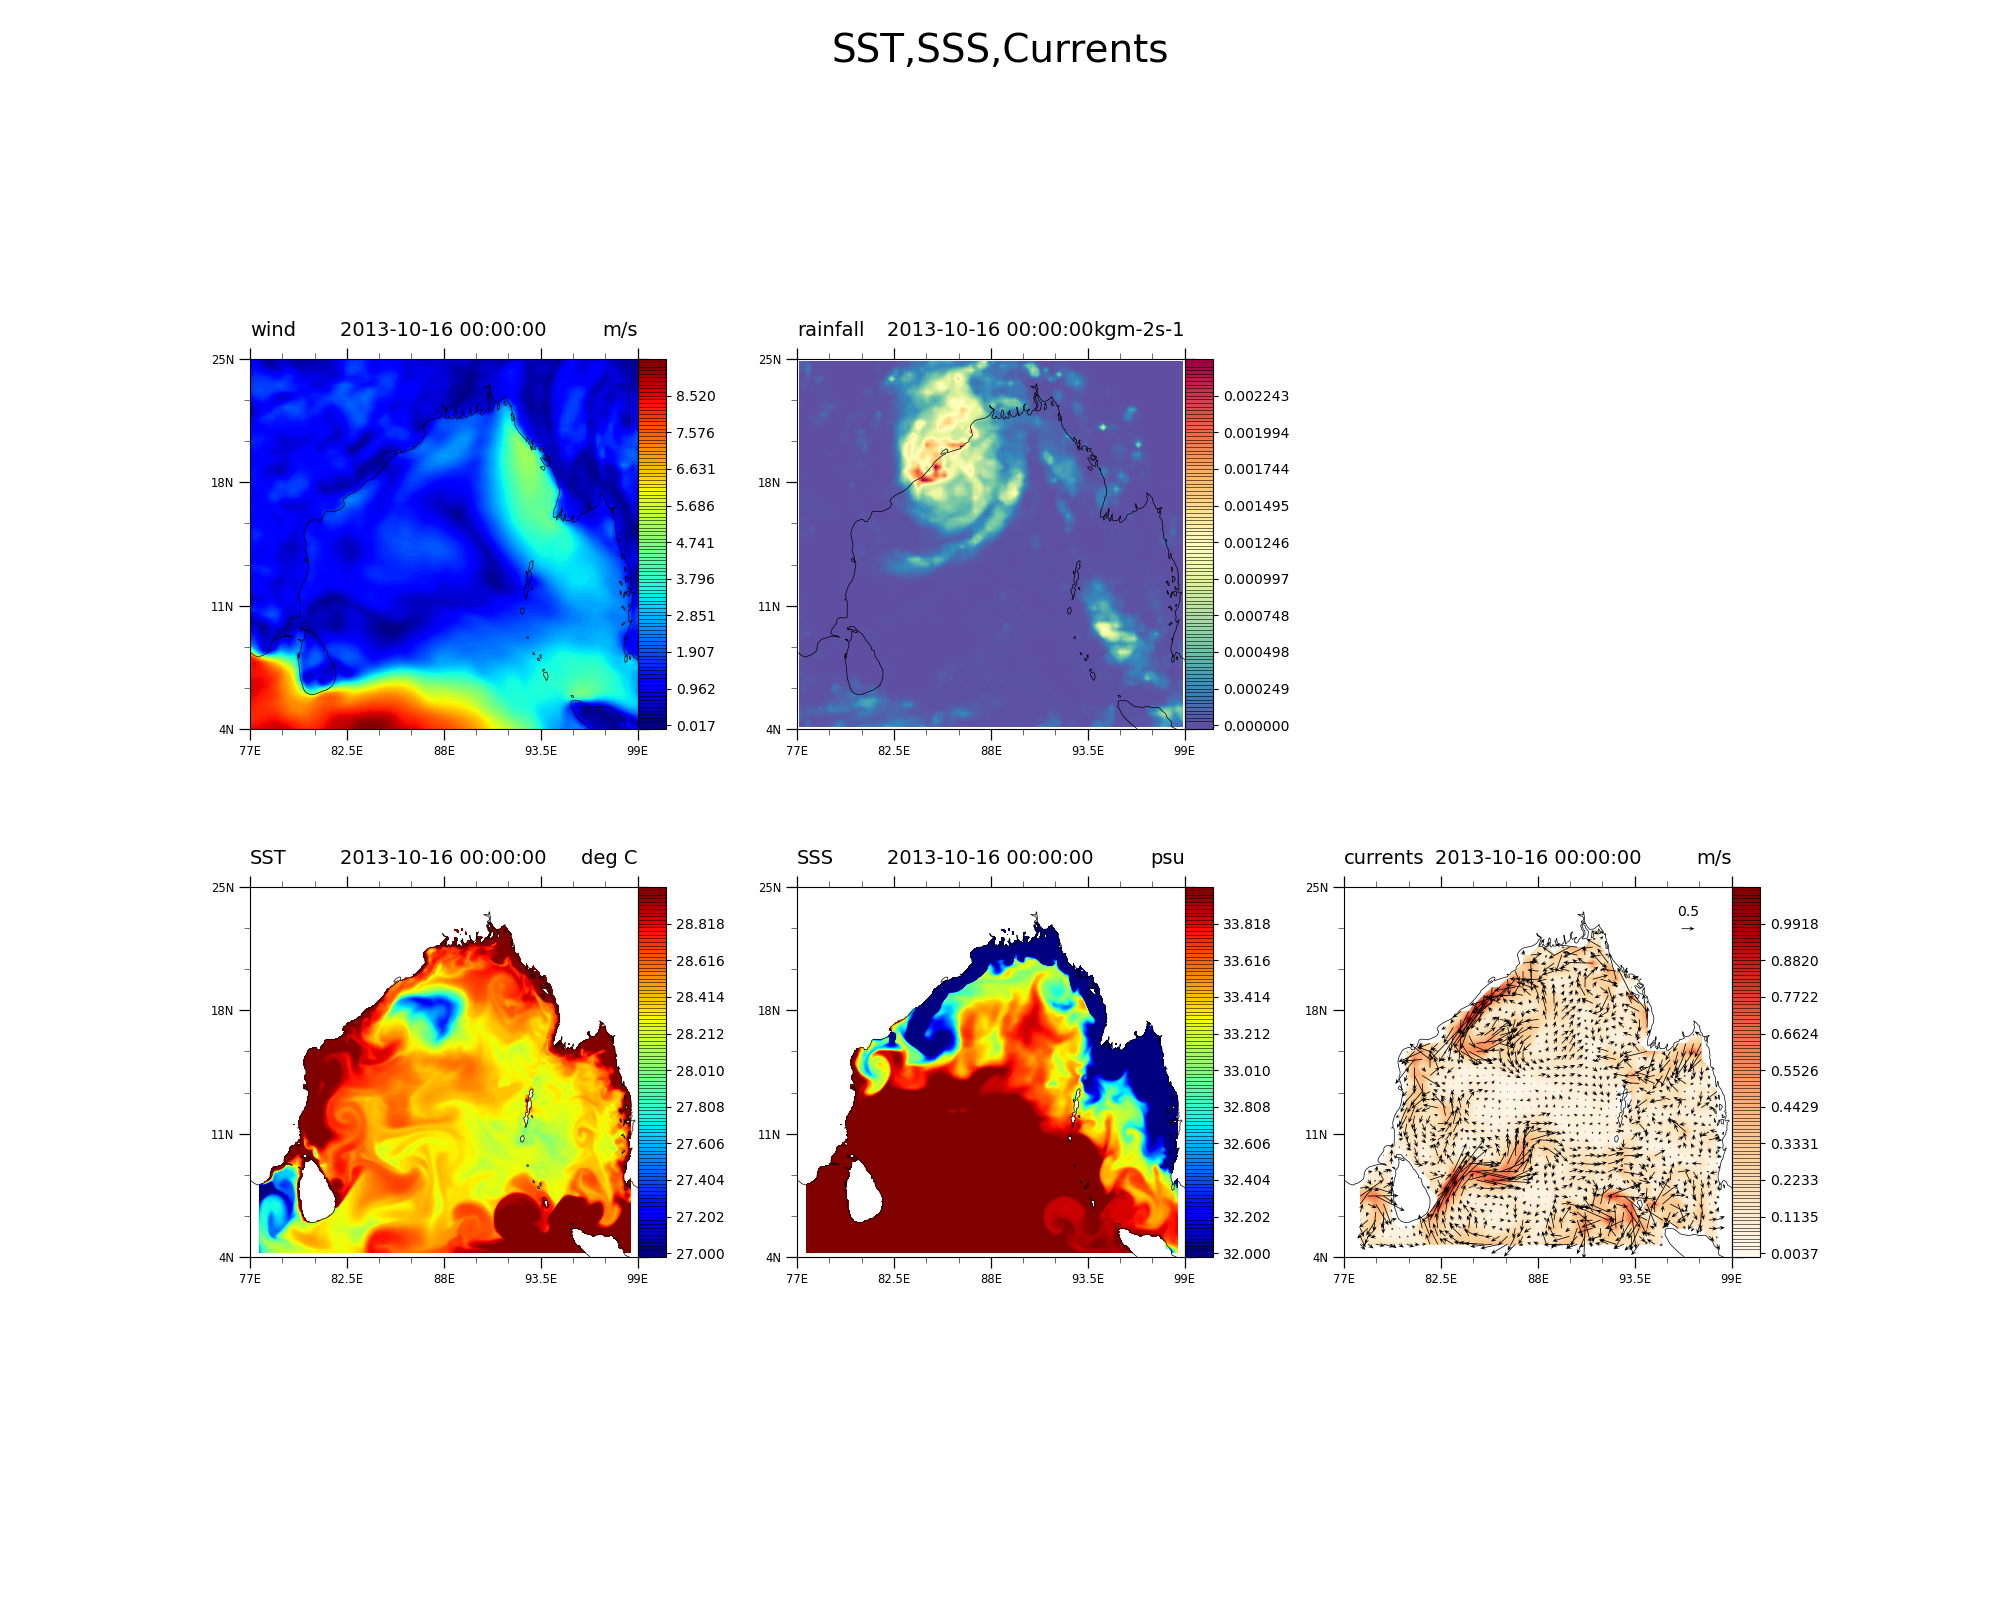 SST,SSS,Currents
wind 2013-10-16 00:00:00 m/s
25N
18N
11N
4N
77E 82.5E 88E 93.5E 99E
8.520
7.576
6.631
5.686
4.741
3.796
2.851
1.907
0.962
0.017
rainfall 2013-10-16 00:00:00 kgm-2s-1
25N
18N
11N
4N
77E 82.5E 88E 93.5E 99E
0.002243
0.001994
0.001744
0.001495
0.001246
0.000997
0.000748
0.000498
0.000249
0.000000
SST 2013-10-16 00:00:00 deg C
25N
18N
11N
4N
77E 82.5E 88E 93.5E 99E
28.818
28.616
28.414
28.212
28.010
27.808
27.606
27.404
27.202
27.000
SSS 2013-10-16 00:00:00 psu
25N
18N
11N
4N
77E 82.5E 88E 93.5E 99E
33.818
33.616
33.414
33.212
33.010
32.808
32.606
32.404
32.202
32.000
currents 2013-10-16 00:00:00 m/s
0.5
25N
18N
11N
4N
77E 82.5E 88E 93.5E 99E
0.9918
0.8820
0.7722
0.6624
0.5526
0.4429
0.3331
0.2233
0.1135
0.0037